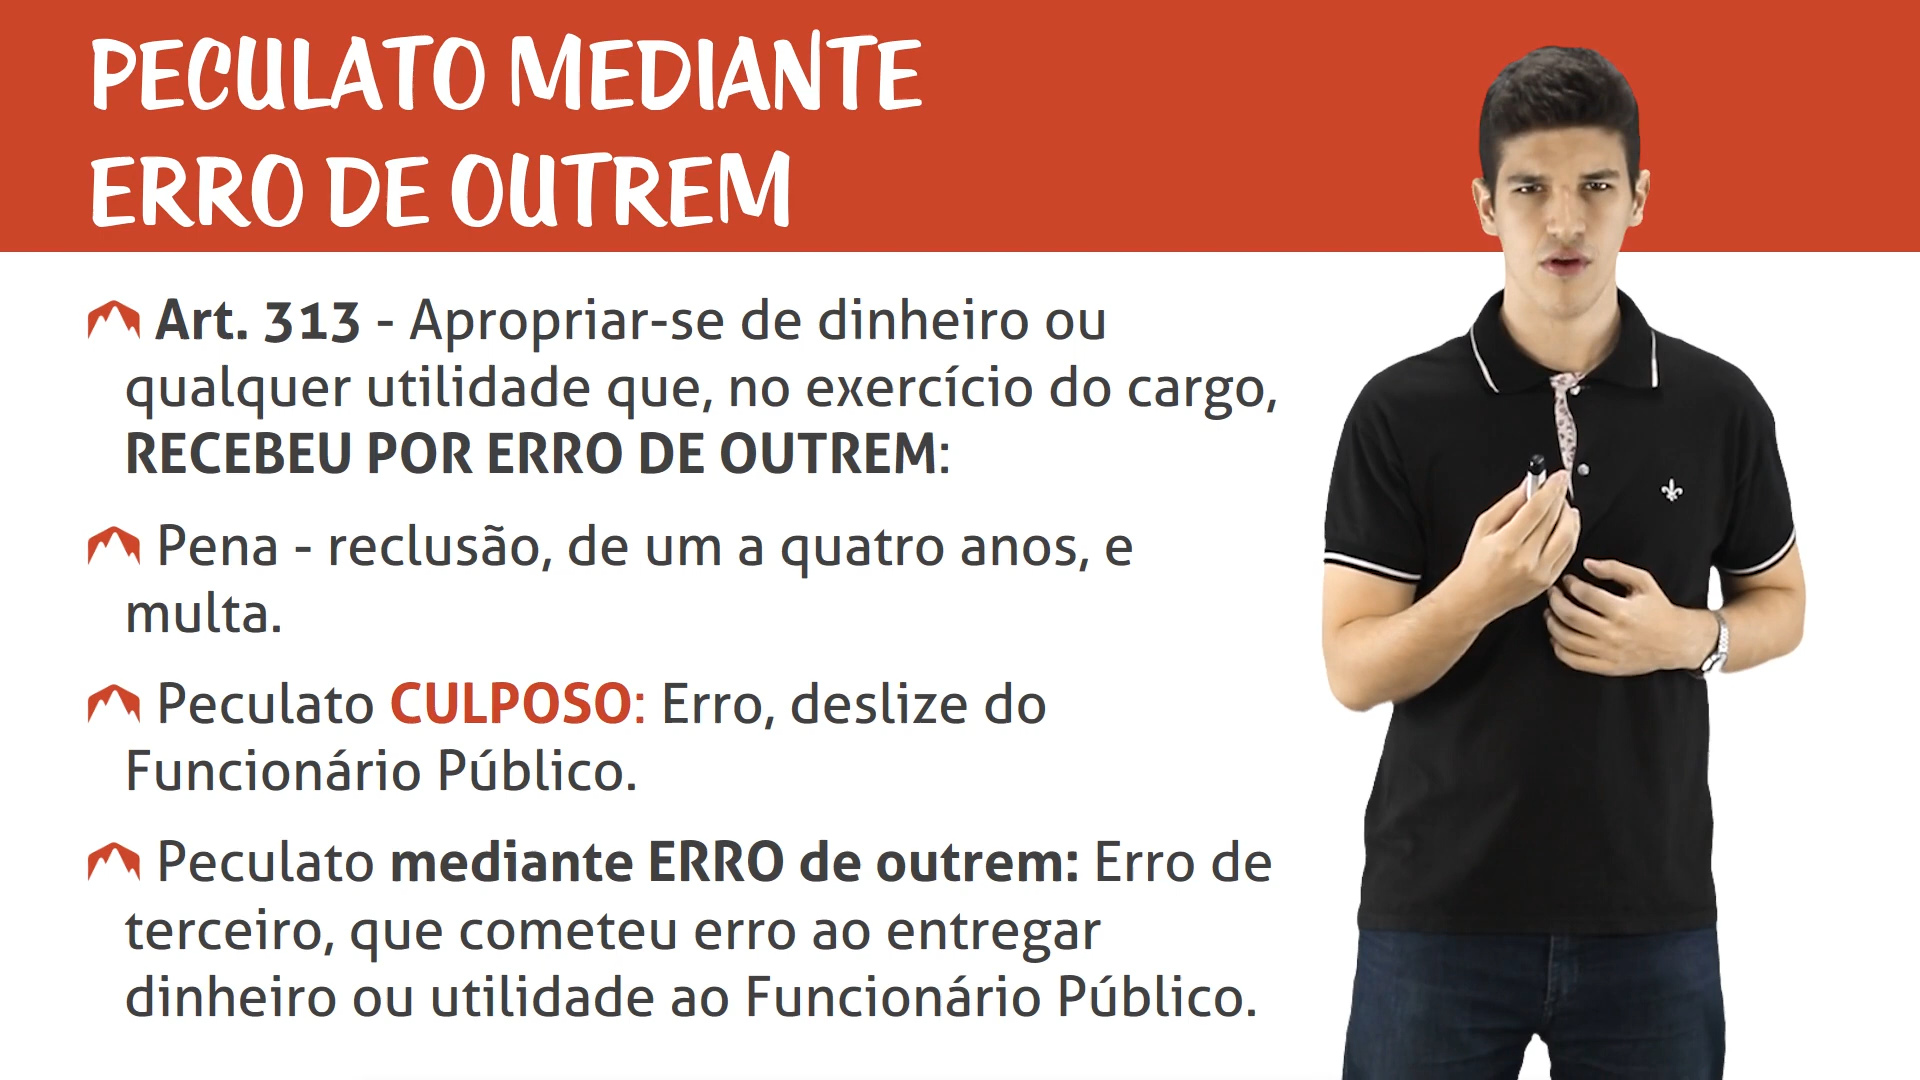 PECULATO MEDIANTE
ERRO DE OUTREM
Art. 313 - Apropriar-se de dinheiro ou
qualquer utilidade que, no exercício do cargo,
RECEBEU POR ERRO DE OUTREM:
Pena - reclusão, de um a quatro anos, e
multa.
Peculato CULPOSO: Erro, deslize do
Funcionário Público.
Peculato mediante ERRO de outrem: Erro de
terceiro, que cometeu erro ao entregar
dinheiro ou utilidade ao Funcionário Público.